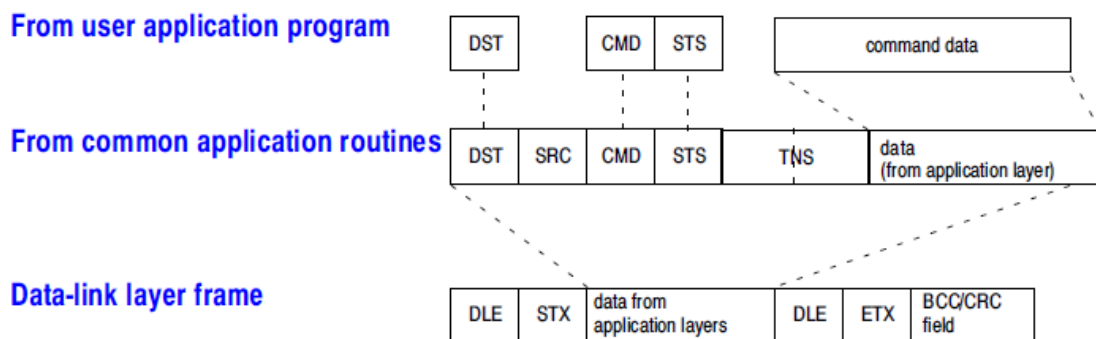 From user application program
DST CMD STS command data
From common application routines
DST SRC CMD STS TNS data
(from application layer)
Data-link layer frame
DLE STX data from
application layers DLE ETX BCC/CRC
field